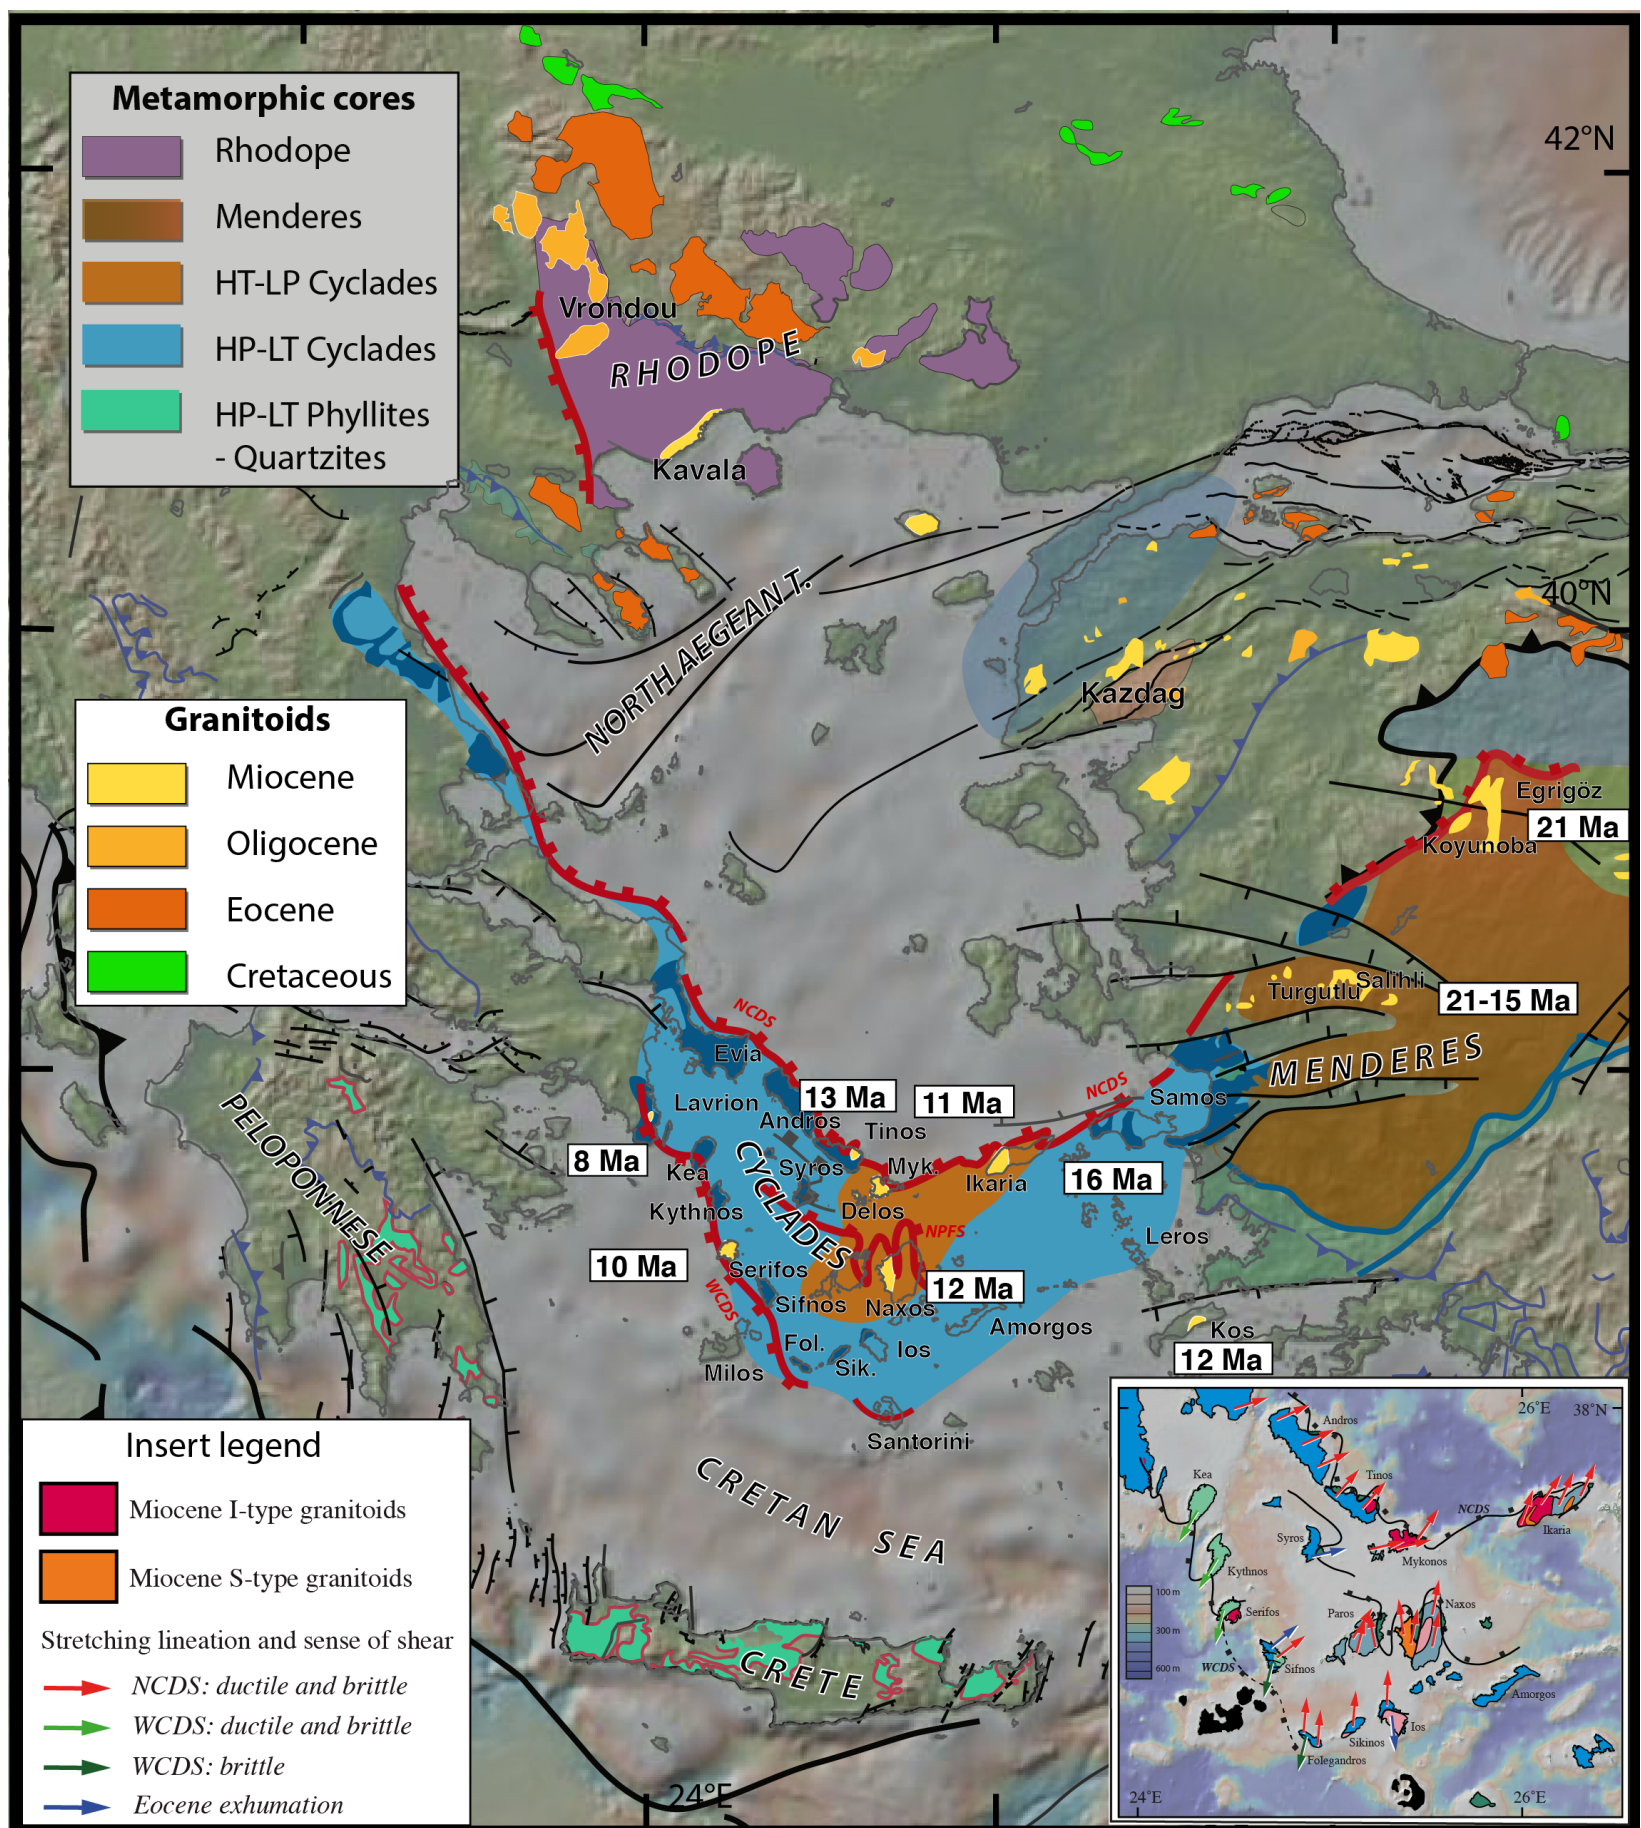 Metamorphic cores
Rhodope
Menderes
HT-LP Cyclades
HP-LT Cyclades
HP-LT Phyllites
- Quartzites
42°N
Vrondou
RHODOPE
Kavala
40°N
NORTH AEGEAN T.
Kazdag
Granitoids
Miocene
Oligocene
Eocene
Cretaceous
Egrigöz
21 Ma
Koyunoba
Salihli
Turgutlu
21-15 Ma
MENDERES
NCDS
Evia
NCDS
Samos
Lavrion
13 Ma
11 Ma
Andros
Tinos
PELOPONNESE
8 Ma
Kea
CYCLADES
Syros
Myk.
Ikaria
16 Ma
Kythnos
Delos
NPFS
Leros
10 Ma
Serifos
WCDS
Sifnos
Naxos
12 Ma
Amorgos
Kos
12 Ma
Fol.
Ios
Sik.
Milos
Santorini
CRETAN SEA
CRETE
24°E
Insert legend
Miocene I-type granitoids
Miocene S-type granitoids
Stretching lineation and sense of shear
NCDS: ductile and brittle
WCDS: ductile and brittle
WCDS: brittle
Eocene exhumation
26°E
38°N
Andros
Kea
Tinos
NCDS
Ikaria
Syros
Mykonos
Kythnos
100 m
300 m
600 m
Serifos
Paros
Naxos
WCDS
Sifnos
Amorgos
Ios
Sikinos
Folegandros
24°E
26°E